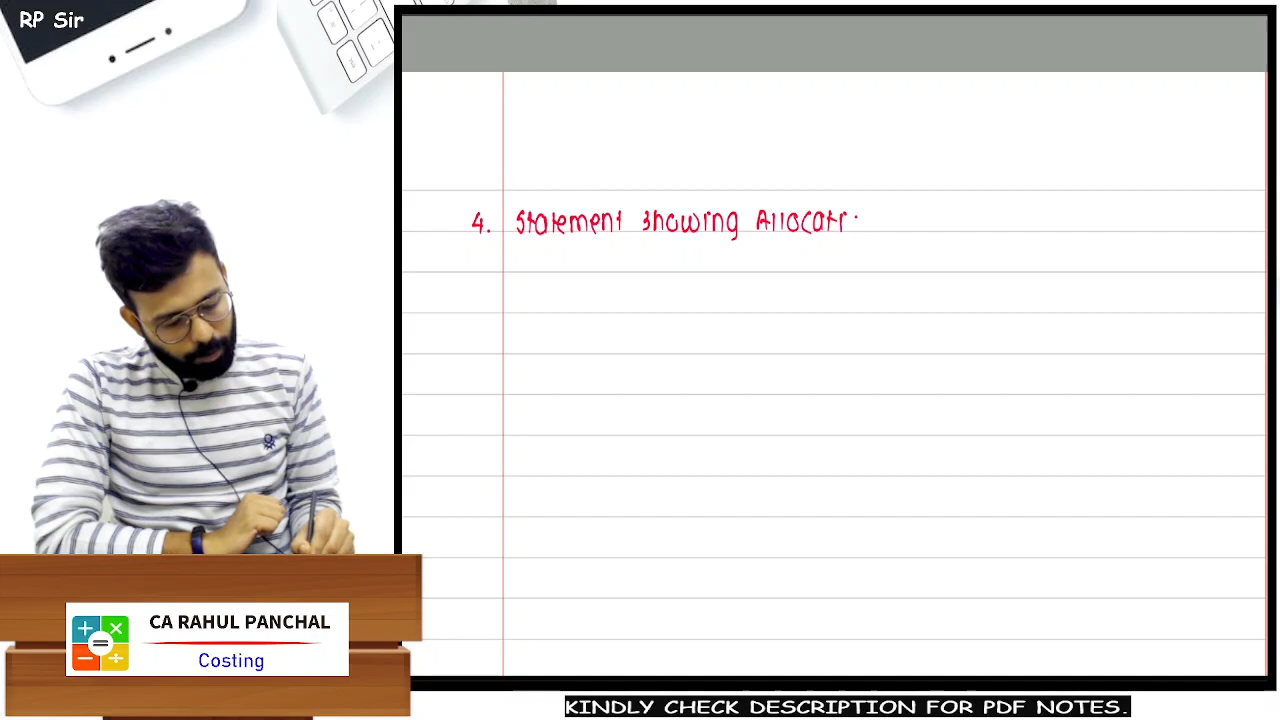 RP Sir
4. Statement Showing Allocati
CA RAHUL PANCHAL
Costing
KINDLY CHECK DESCRIPTION FOR PDF NOTES.